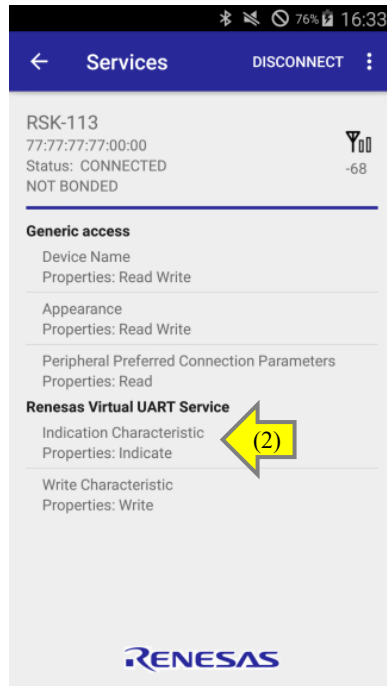 76% 16:33
Services DISCONNECT
RSK-113
77:77:77:77:00:00
Status: CONNECTED
-68
NOT BONDED
Generic access
Device Name
Properties: Read Write
Appearance
Properties: Read Write
Peripheral Preferred Connection Parameters
Properties: Read
Renesas Virtual UART Service
Indication Characteristic
(2)
Properties: Indicate
Write Characteristic
Properties: Write
RENESAS